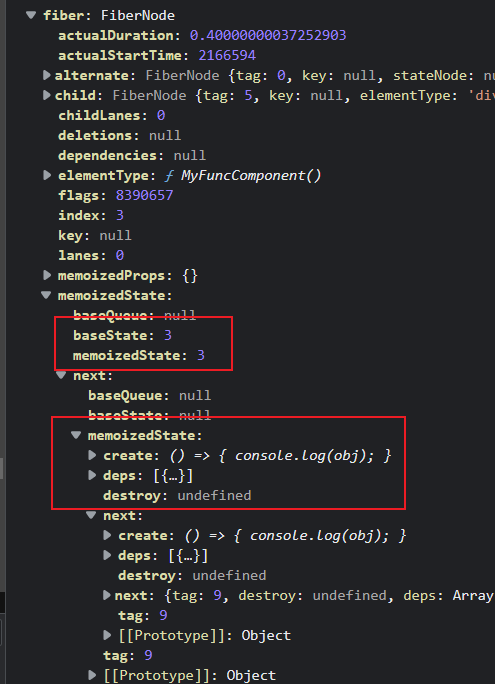 fiber: FiberNode
actualDuration: 0.40000000037252903
actualStartTime: 2166594
alternate: FiberNode {tag: 0, key: null, stateNode: nu
child: FiberNode {tag: 5, key: null, elementType: 'div
childLanes: 0
deletions: null
dependencies: null
elementType: ƒ MyFuncComponent()
flags: 8390657
index: 3
key: null
lanes: 0
memoizedProps: {}
memoizedState:
baseQueue: null
baseState: 3
memoizedState: 3
next:
baseQueue: null
baseState: null
memoizedState:
create: () => { console.log(obj); }
deps: [{…}]
destroy: undefined
next:
create: () => { console.log(obj); }
deps: [{…}]
destroy: undefined
next: {tag: 9, destroy: undefined, deps: Array
tag: 9
[[Prototype]]: Object
tag: 9
[[Prototype]]: Object